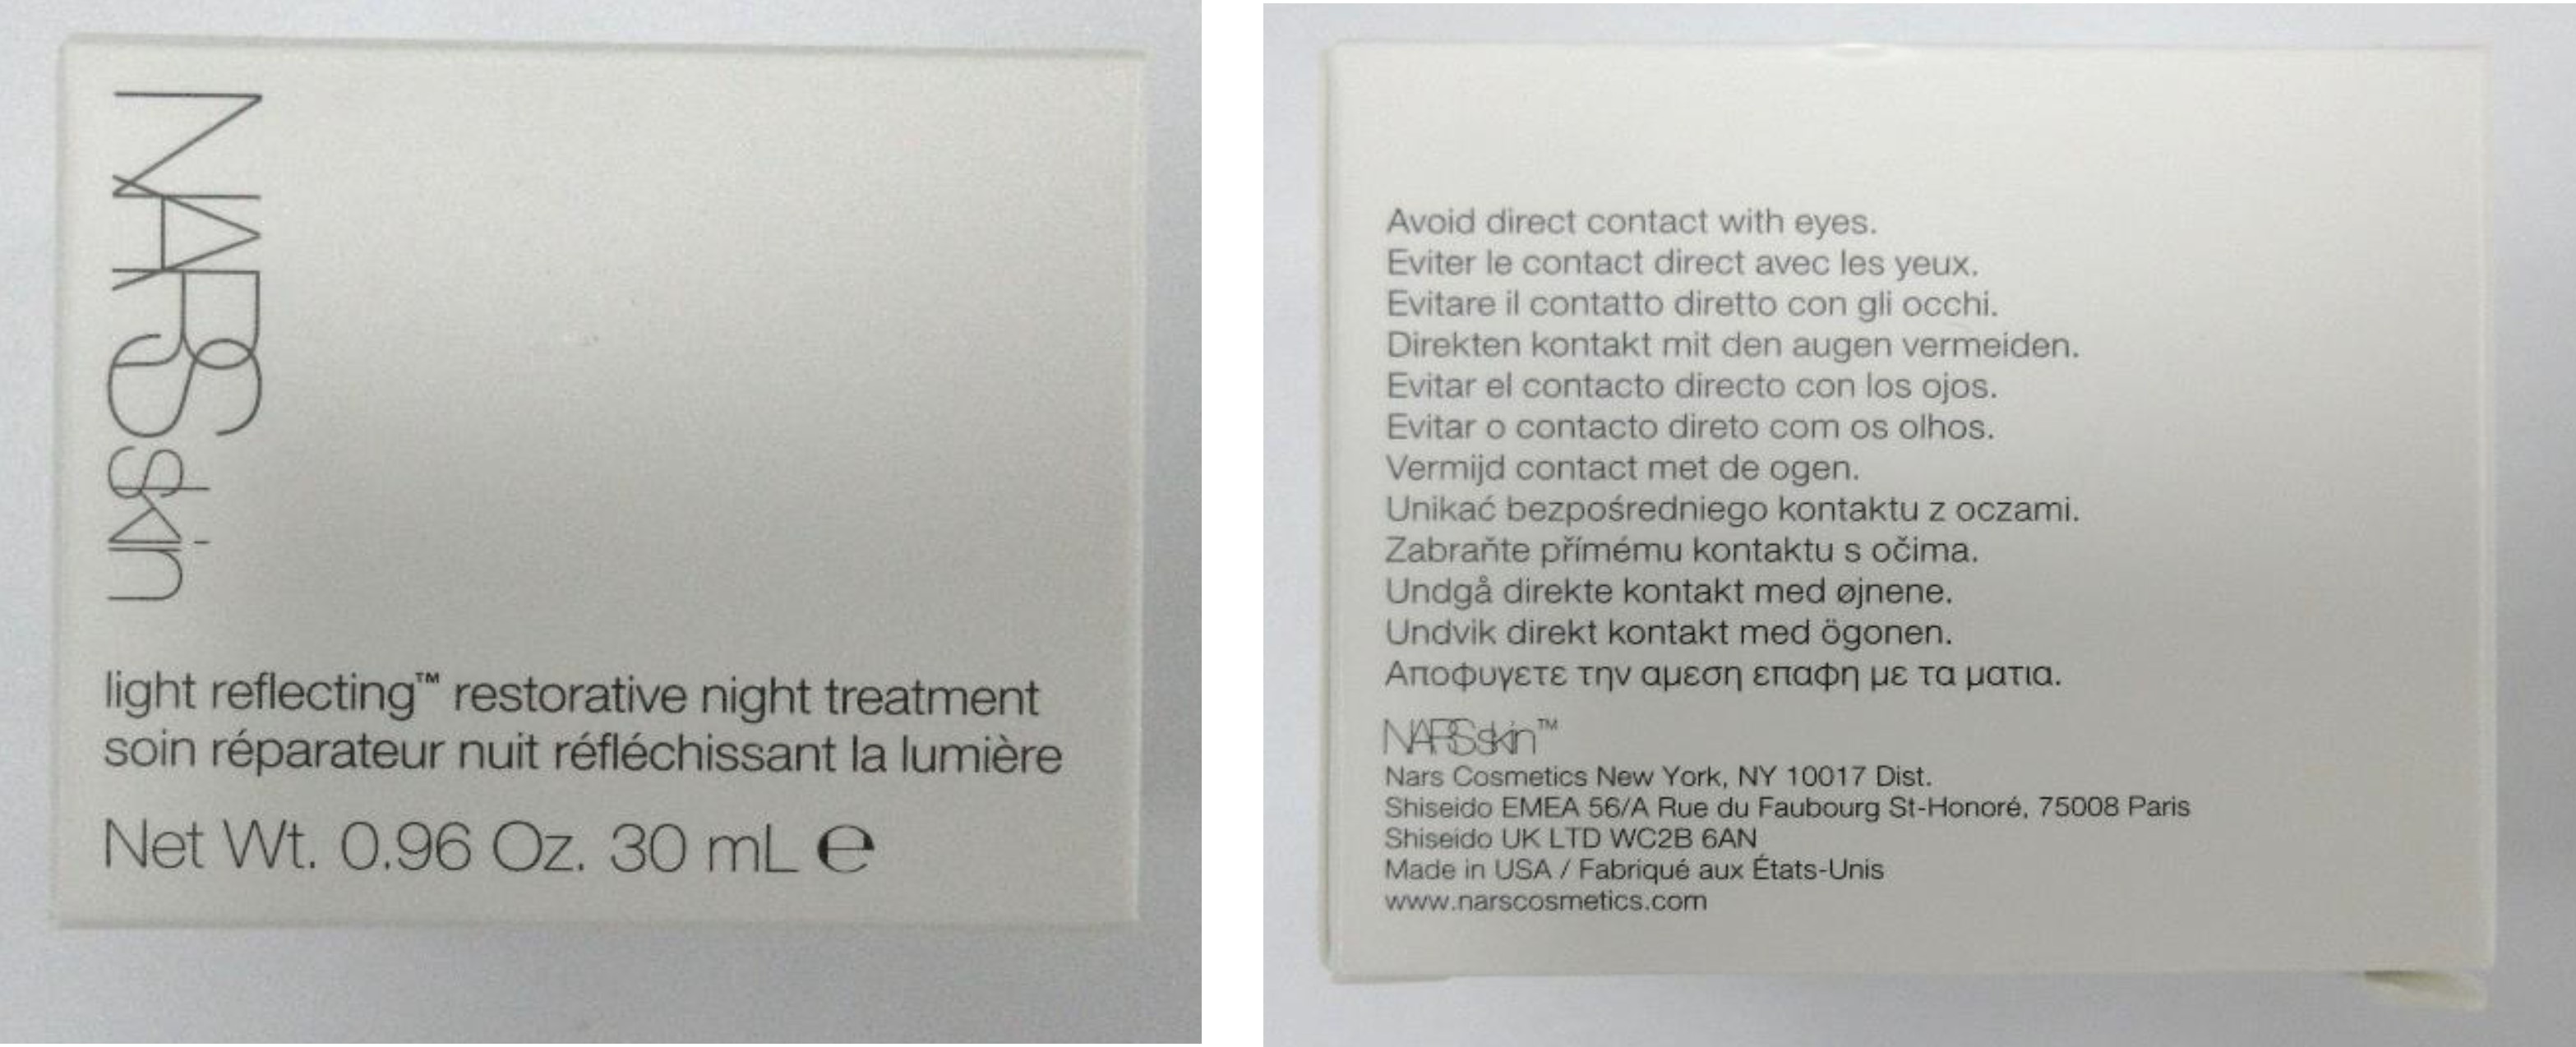 NARSskin
light reflecting™ restorative night treatment
soin réparateur nuit réfléchissant la lumière
Net Wt. 0.96 Oz. 30 mL ℮
Avoid direct contact with eyes.
Eviter le contact direct avec les yeux.
Evitare il contatto diretto con gli occhi.
Direkten kontakt mit den augen vermeiden.
Evitar el contacto directo con los ojos.
Evitar o contacto direto com os olhos.
Vermijd contact met de ogen.
Unikać bezpośredniego kontaktu z oczami.
Zabraňte přímému kontaktu s očima.
Undgå direkte kontakt med øjnene.
Undvik direkt kontakt med ögonen.
Αποφυγετε την αμεση επαφη με τα ματια.
NARSskin™
Nars Cosmetics New York, NY 10017 Dist.
Shiseido EMEA 56/A Rue du Faubourg St-Honoré, 75008 Paris
Shiseido UK LTD WC2B 6AN
Made in USA / Fabriqué aux États-Unis
www.narscosmetics.com